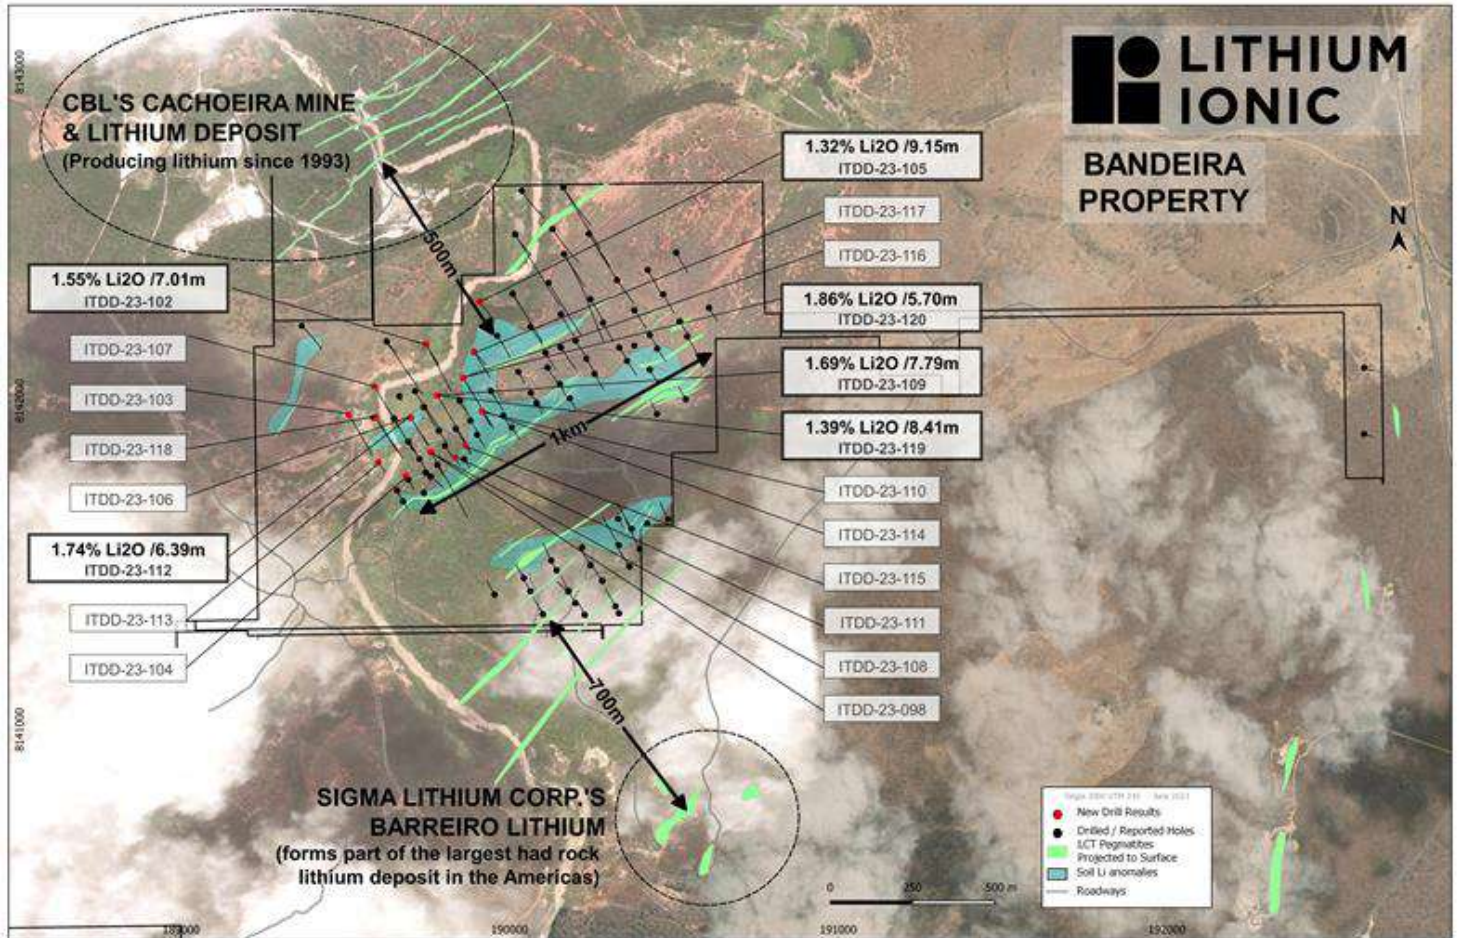 LITHIUM
IONIC
BANDEIRA
PROPERTY
N
CBL'S CACHOEIRA MINE
& LITHIUM DEPOSIT
(Producing lithium since 1993)
500m
1km
700m
1.55% Li2O /7.01m
ITDD-23-102
ITDD-23-107
ITDD-23-103
ITDD-23-118
ITDD-23-106
1.74% Li2O /6.39m
ITDD-23-112
ITDD-23-113
ITDD-23-104
1.32% Li2O /9.15m
ITDD-23-105
ITDD-23-117
ITDD-23-116
1.86% Li2O /5.70m
ITDD-23-120
1.69% Li2O /7.79m
ITDD-23-109
1.39% Li2O /8.41m
ITDD-23-119
ITDD-23-110
ITDD-23-114
ITDD-23-115
ITDD-23-111
ITDD-23-108
ITDD-23-098
SIGMA LITHIUM CORP.'S
BARREIRO LITHIUM
(forms part of the largest had rock
lithium deposit in the Americas)
New Drill Results
Drilled / Reported Holes
LCT Pegmatites
Projected to Surface
Soil Li anomalies
Roadways
0 250 500 m
8143000
8142000
8141000
189000
190000
191000
192000